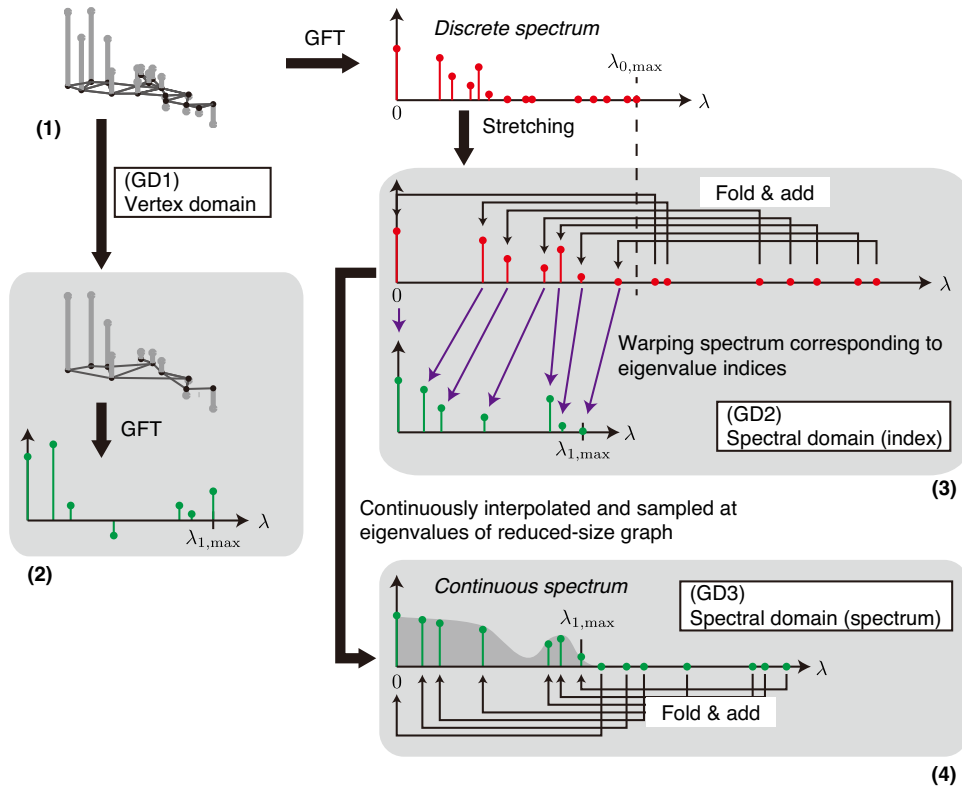 GFT
Discrete spectrum
λ0,max
λ
0
(1)
Stretching
(GD1)
Vertex domain
Fold & add
λ
0
Warping spectrum corresponding to
eigenvalue indices
λ
λ1,max
(GD2)
Spectral domain (index)
(3)
GFT
λ
λ1,max
(2)
Continuously interpolated and sampled at
eigenvalues of reduced-size graph
Continuous spectrum
(GD3)
Spectral domain (spectrum)
λ1,max
λ
0
Fold & add
(4)